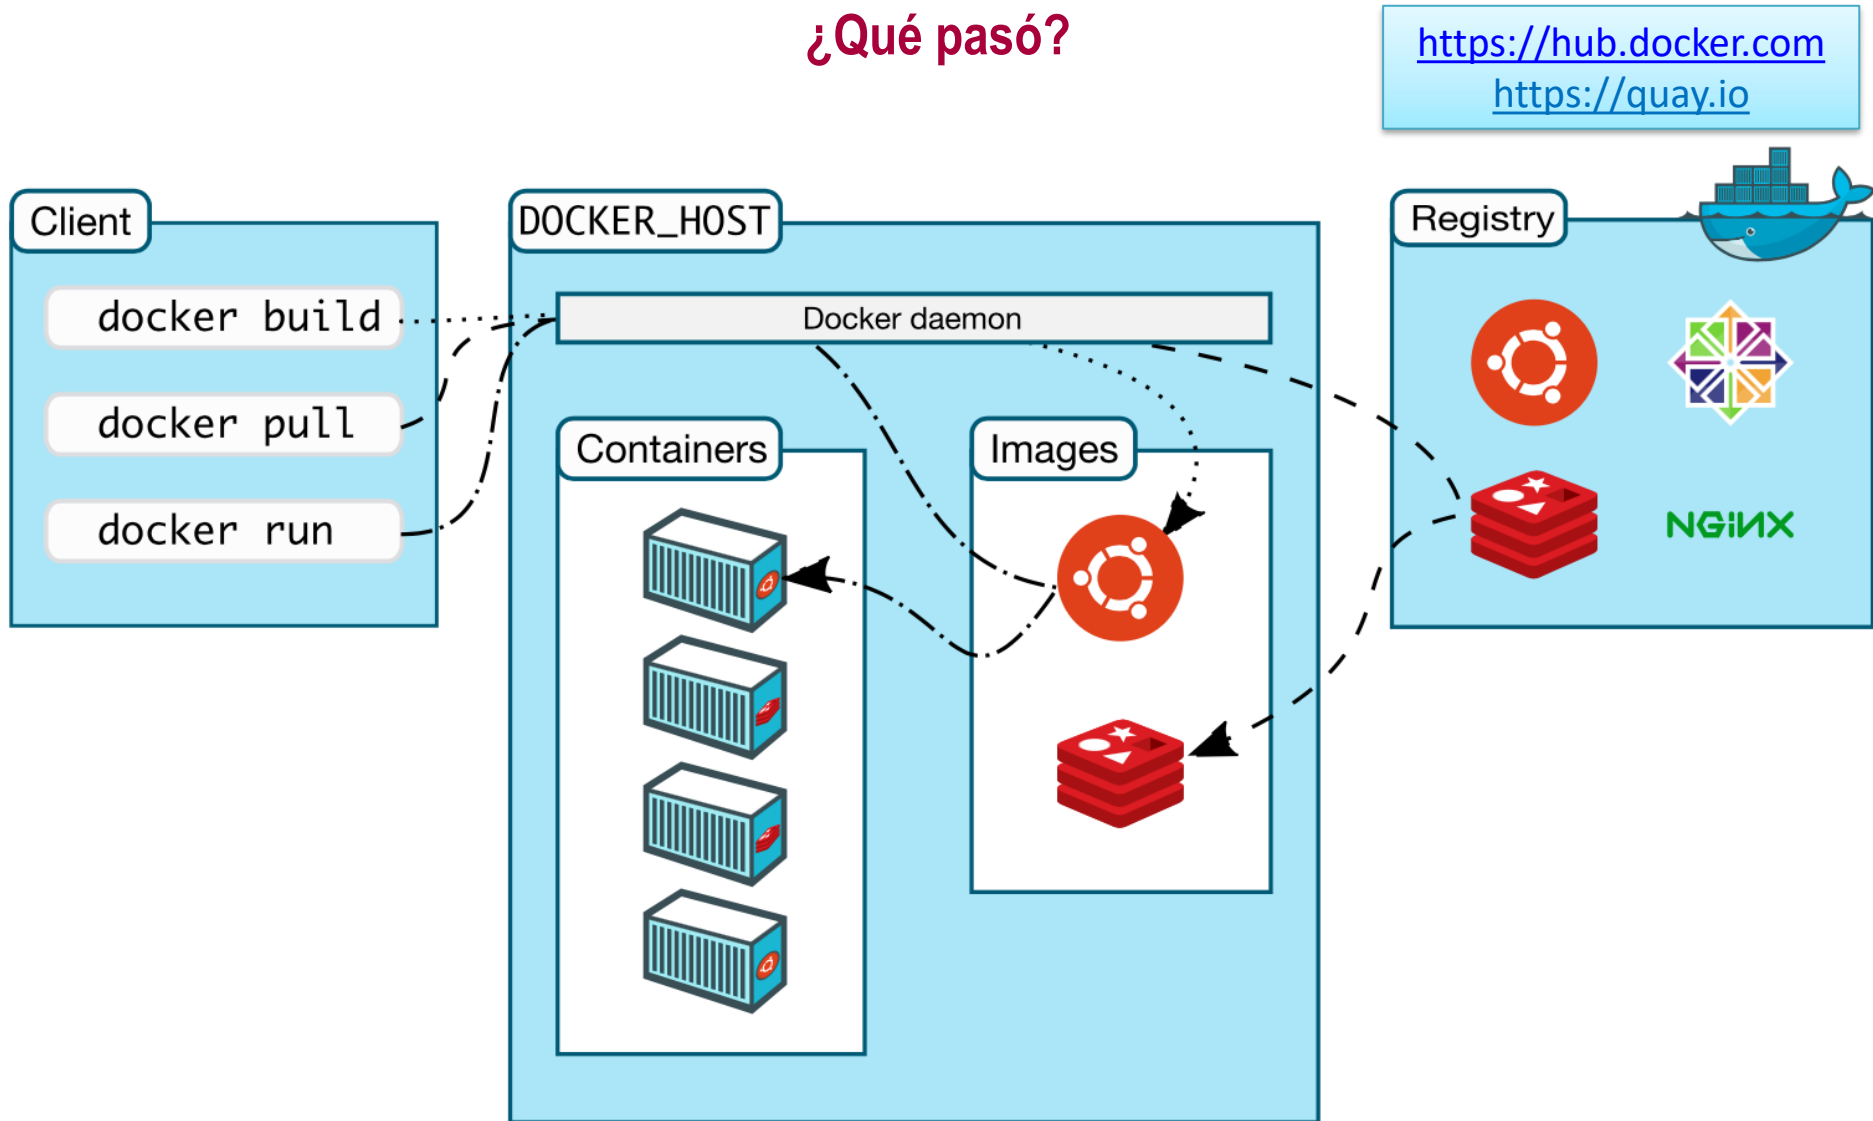 ¿Qué pasó?
https://hub.docker.com
https://quay.io
Client
docker build
docker pull
docker run
DOCKER_HOST
Docker daemon
Containers
Images
Registry
NGiNX